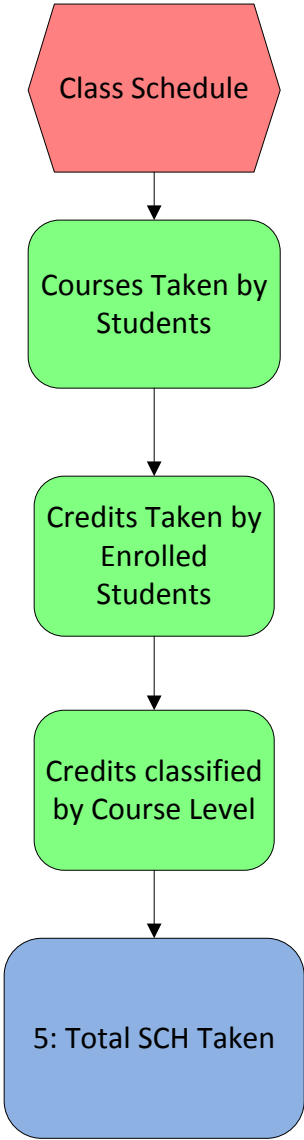 Class Schedule
Courses Taken by
Students
Credits Taken by
Enrolled
Students
Credits classified
by Course Level
5: Total SCH Taken